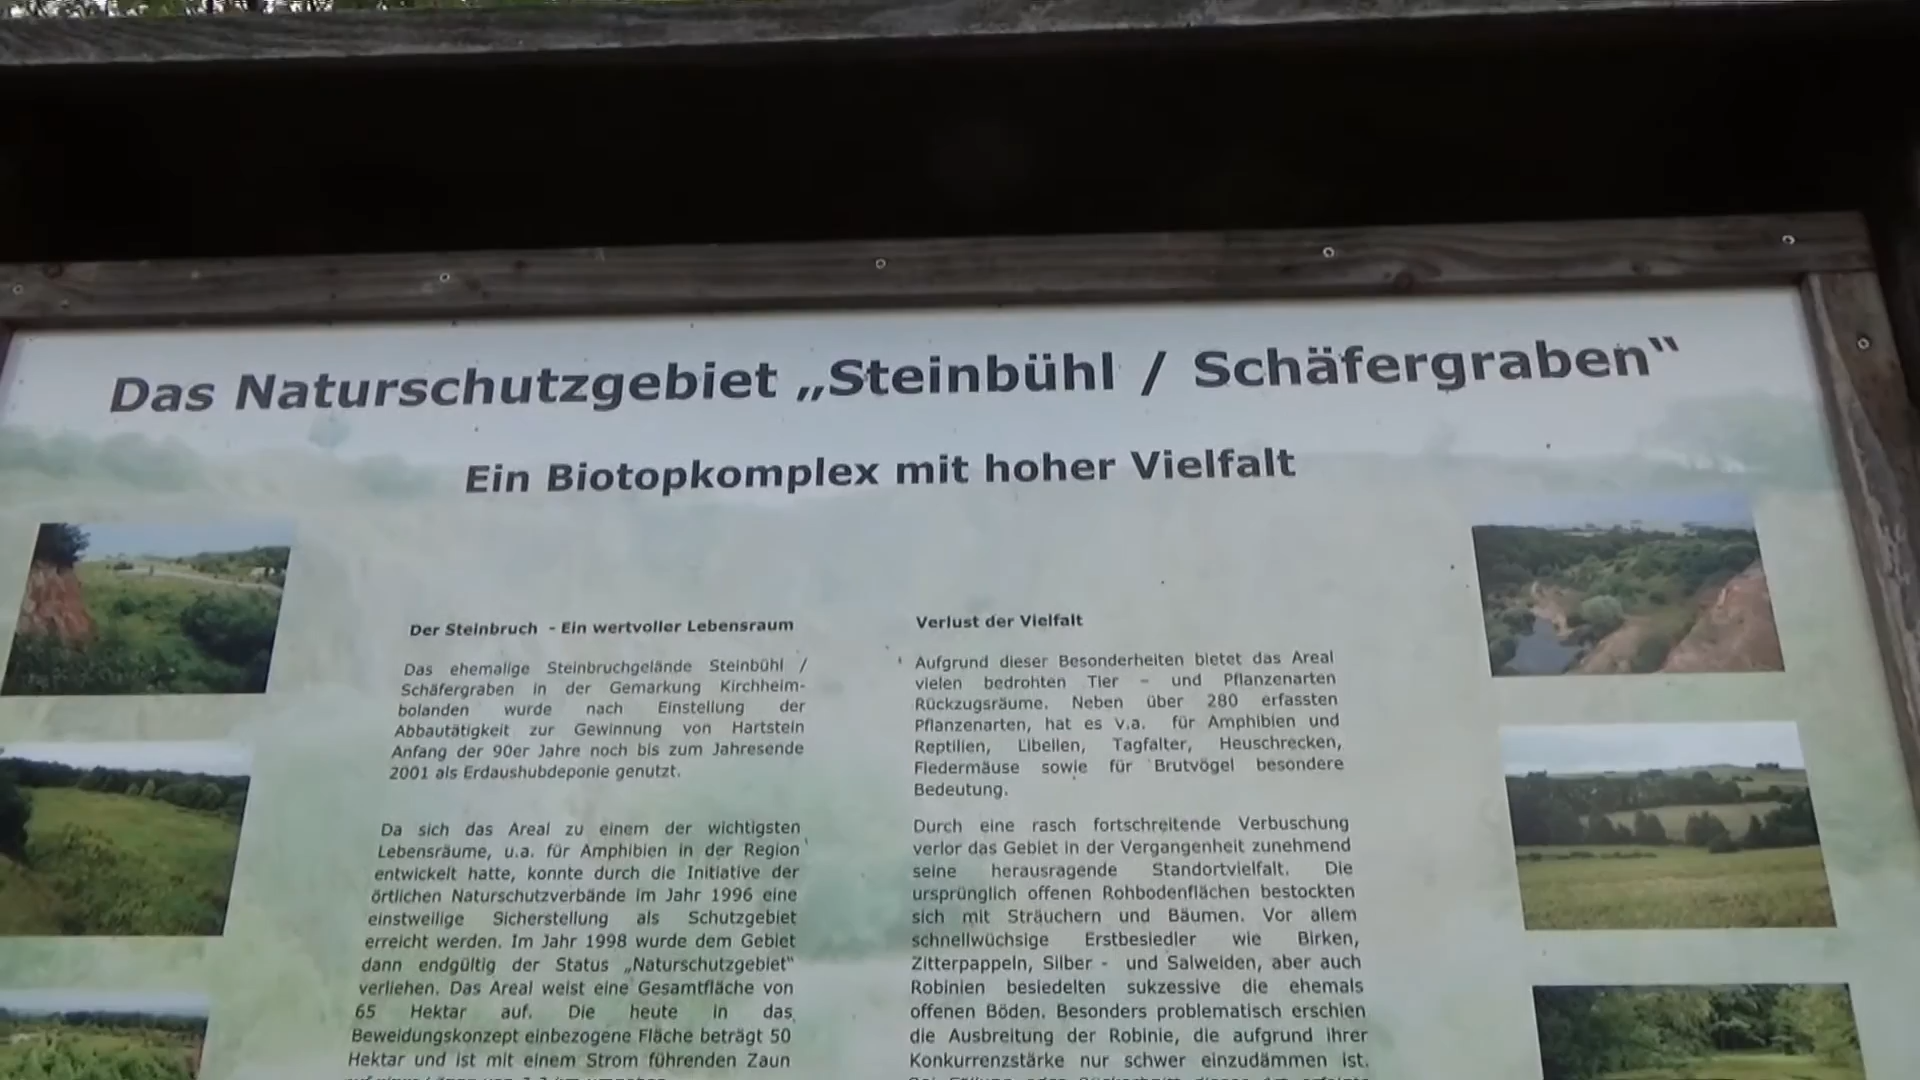 Das Naturschutzgebiet „Steinbühl / Schäfergraben“
Ein Biotopkomplex mit hoher Vielfalt
Der Steinbruch - Ein wertvoller Lebensraum
Das ehemalige Steinbruchgelände Steinbühl /
Schäfergraben in der Gemarkung Kirchheim-
bolanden wurde nach Einstellung der
Abbautätigkeit zur Gewinnung von Hartstein
Anfang der 90er Jahre noch bis zum Jahresende
2001 als Erdaushubdeponie genutzt.
Da sich das Areal zu einem der wichtigsten
Lebensräume, u.a. für Amphibien in der Region
entwickelt hatte, konnte durch die Initiative der
örtlichen Naturschutzverbände im Jahr 1996 eine
einstweilige Sicherstellung als Schutzgebiet
erreicht werden. Im Jahr 1998 wurde dem Gebiet
dann endgültig der Status „Naturschutzgebiet“
verliehen. Das Areal weist eine Gesamtfläche von
65 Hektar auf. Die heute in das
Beweidungskonzept einbezogene Fläche beträgt 50
Hektar und ist mit einem Strom führenden Zaun
Verlust der Vielfalt
Aufgrund dieser Besonderheiten bietet das Areal
vielen bedrohten Tier – und Pflanzenarten
Rückzugsräume. Neben über 280 erfassten
Pflanzenarten, hat es v.a. für Amphibien und
Reptilien, Libellen, Tagfalter, Heuschrecken,
Fledermäuse sowie für Brutvögel besondere
Bedeutung.
Durch eine rasch fortschreitende Verbuschung
verlor das Gebiet in der Vergangenheit zunehmend
seine herausragende Standortvielfalt. Die
ursprünglich offenen Rohbodenflächen bestockten
sich mit Sträuchern und Bäumen. Vor allem
schnellwüchsige Erstbesiedler wie Birken,
Zitterpappeln, Silber - und Salweiden, aber auch
Robinien besiedelten sukzessive die ehemals
offenen Böden. Besonders problematisch erschien
die Ausbreitung der Robinie, die aufgrund ihrer
Konkurrenzstärke nur schwer einzudämmen ist.